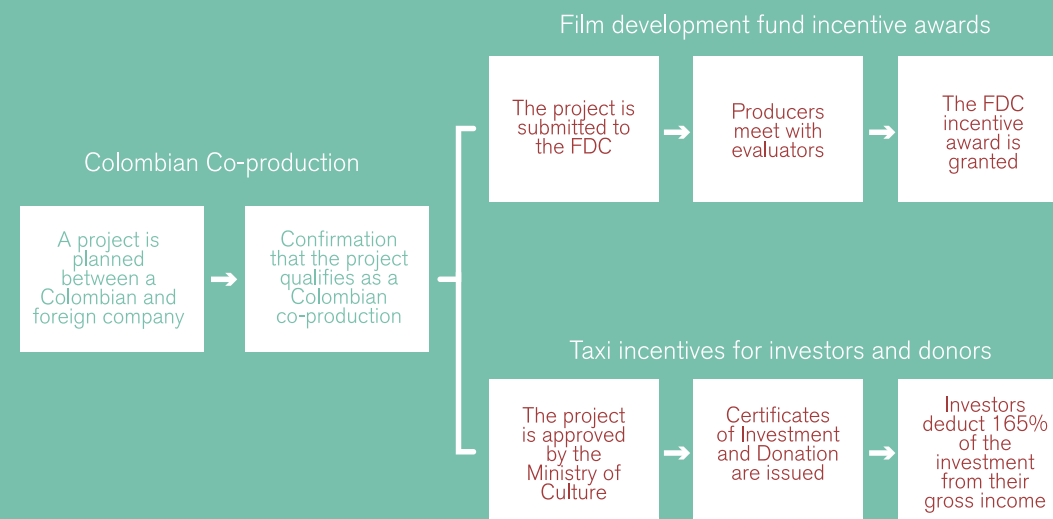 Colombian Co-production
A project is
planned
between a
Colombian and
foreign company
Confirmation
that the project
qualifies as a
Colombian
co-production
Film development fund incentive awards
The project is
submitted to
the FDC
Producers
meet with
evaluators
The FDC
incentive
award is
granted
Taxi incentives for investors and donors
The project
is approved
by the
Ministry of
Culture
Certificates
of Investment
and Donation
are issued
Investors
deduct 165%
of the
investment
from their
gross income